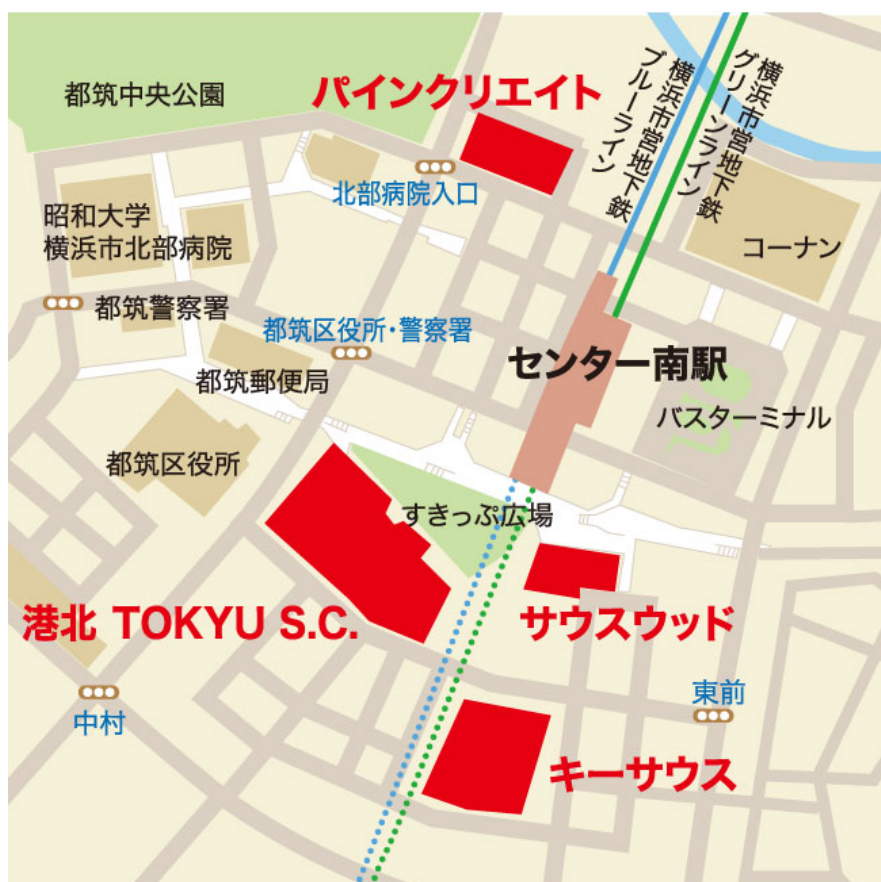 都筑中央公園
パインクリエイト
横浜市営地下鉄
ブルーライン
横浜市営地下鉄
グリーンライン
北部病院入口
昭和大学
横浜市北部病院
コーナン
都筑警察署
都筑区役所・警察署
センター南駅
都筑郵便局
バスターミナル
都筑区役所
すきっぷ広場
港北 TOKYU S.C.
サウスウッド
東前
中村
キーサウス